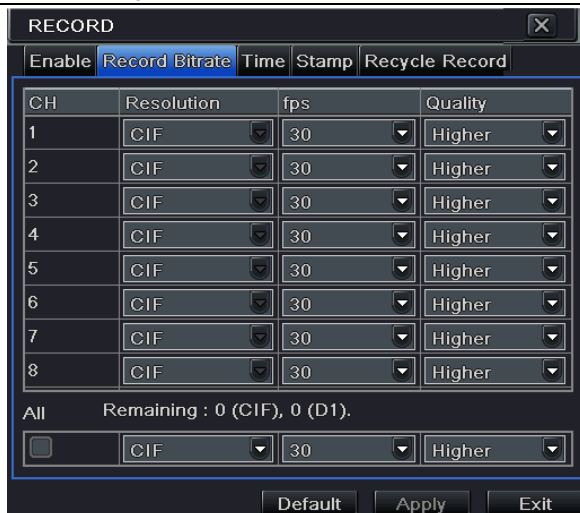 RECORD
Enable Record Bitrate Time Stamp Recycle Record
CH Resolution fps Quality
1 CIF 30 Higher
2 CIF 30 Higher
3 CIF 30 Higher
4 CIF 30 Higher
5 CIF 30 Higher
6 CIF 30 Higher
7 CIF 30 Higher
8 CIF 30 Higher
All Remaining : 0 (CIF), 0 (D1).
CIF 30 Higher
Default Apply Exit